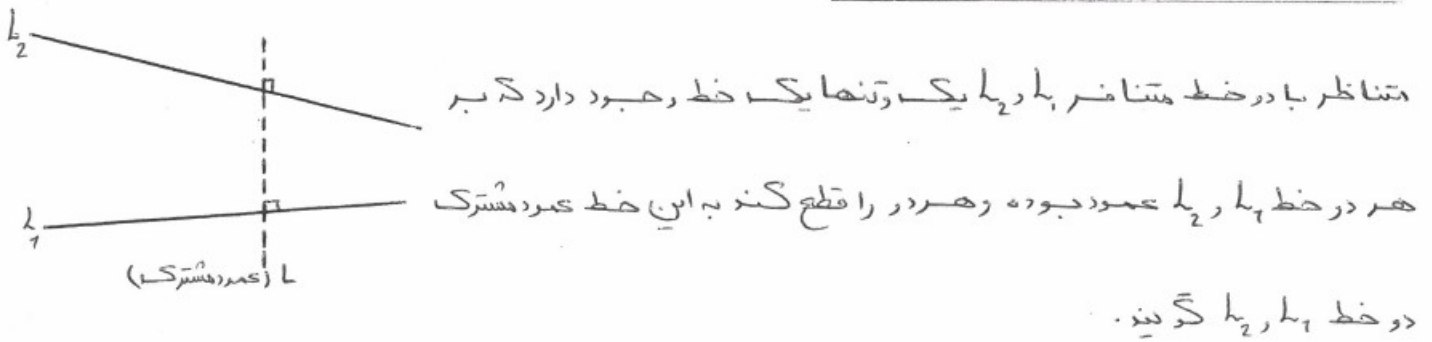 L₂
متناظر با دو خط متنافر L₁ و L₂ یک و تنها یک خط وجود دارد که بر
هر دو خط L₁ و L₂ عمود بوده و هر دو را قطع کند به این خط عمود مشترک
L₁
L (عمود مشترک)
دو خط L₁ و L₂ گویند.